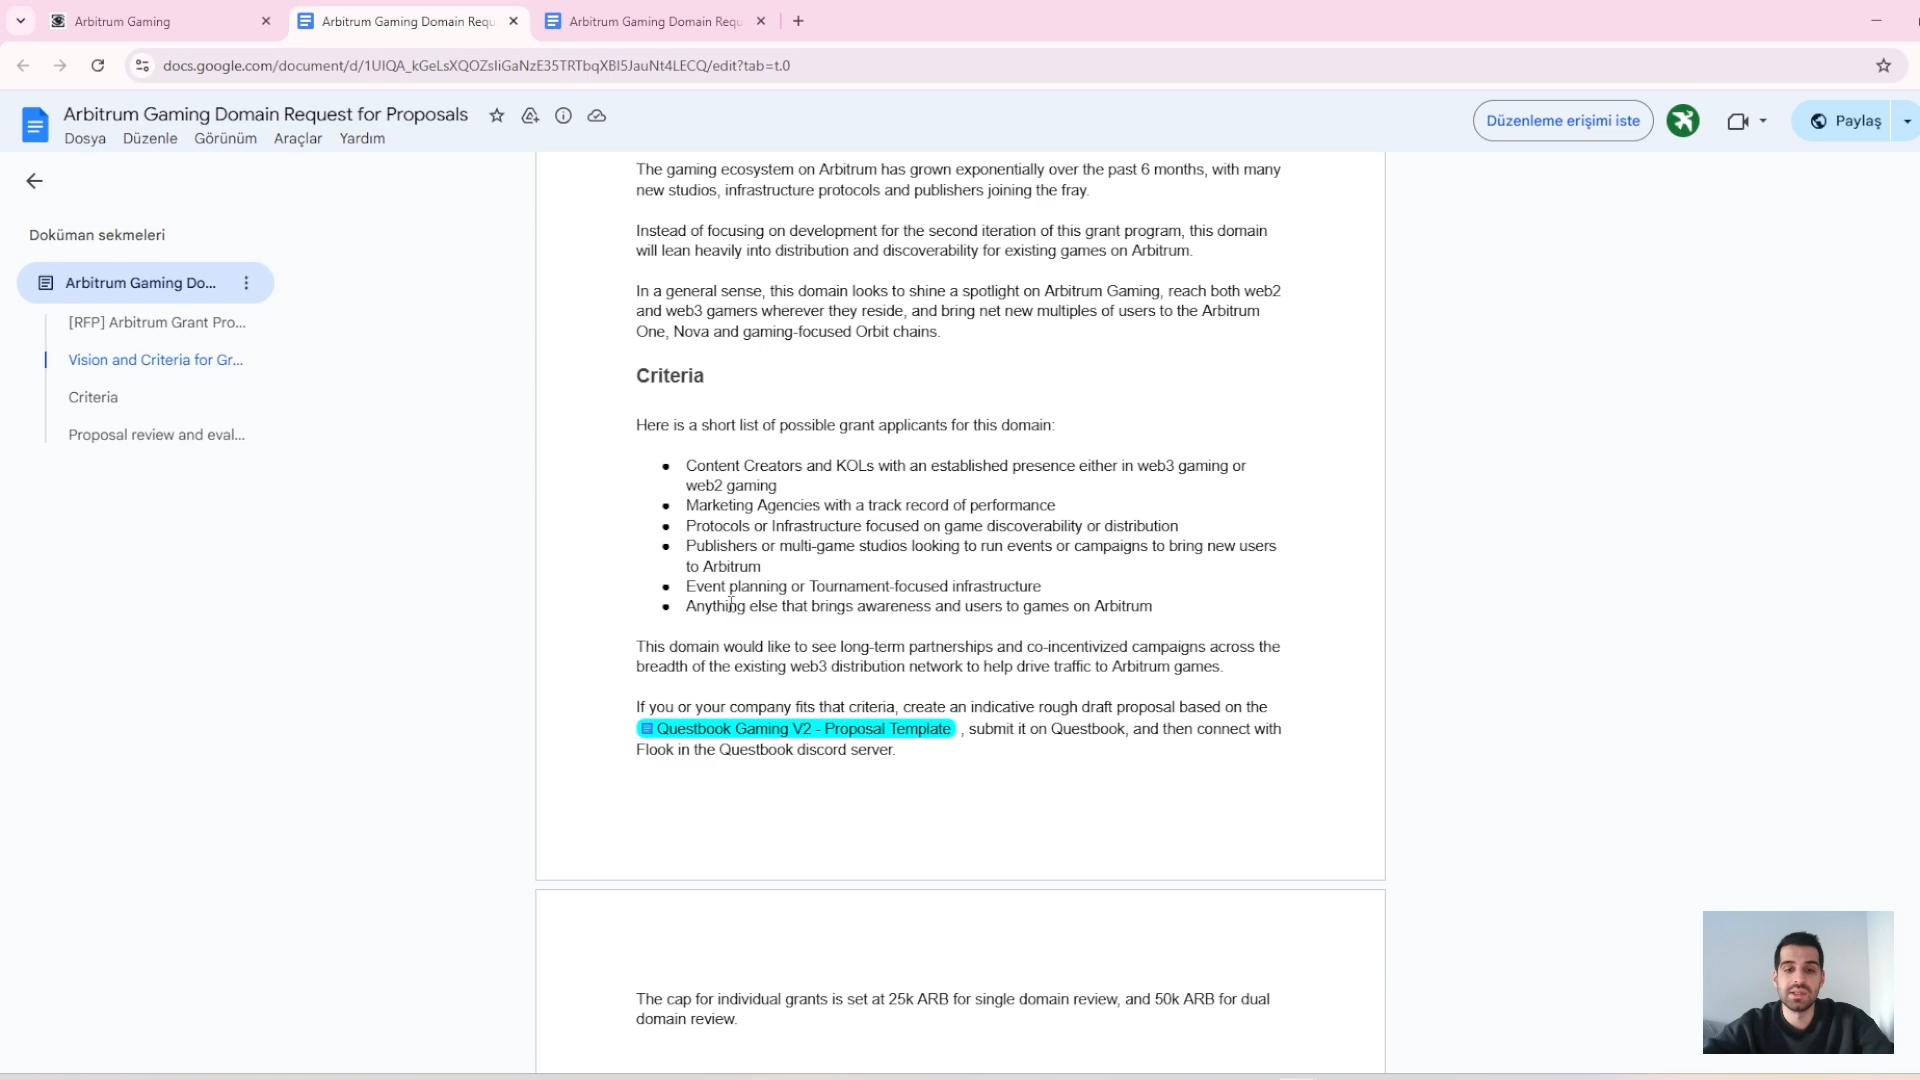 Arbitrum Gaming
Arbitrum Gaming Domain Requ
Arbitrum Gaming Domain Requ
docs.google.com/document/d/1UIQA_kGeLsXQOZsliGaNzE35TRTbqXBI5JauNt4LECQ/edit?tab=t.0
Arbitrum Gaming Domain Request for Proposals
Dosya Düzenle Görünüm Araçlar Yardım
Düzenleme erişimi iste
Paylaş
Doküman sekmeleri
Arbitrum Gaming Do...
[RFP] Arbitrum Grant Pro...
Vision and Criteria for Gr...
Criteria
Proposal review and eval...
The gaming ecosystem on Arbitrum has grown exponentially over the past 6 months, with many
new studios, infrastructure protocols and publishers joining the fray.
Instead of focusing on development for the second iteration of this grant program, this domain
will lean heavily into distribution and discoverability for existing games on Arbitrum.
In a general sense, this domain looks to shine a spotlight on Arbitrum Gaming, reach both web2
and web3 gamers wherever they reside, and bring net new multiples of users to the Arbitrum
One, Nova and gaming-focused Orbit chains.
Criteria
Here is a short list of possible grant applicants for this domain:
● Content Creators and KOLs with an established presence either in web3 gaming or
web2 gaming
● Marketing Agencies with a track record of performance
● Protocols or Infrastructure focused on game discoverability or distribution
● Publishers or multi-game studios looking to run events or campaigns to bring new users
to Arbitrum
● Event planning or Tournament-focused infrastructure
● Anything else that brings awareness and users to games on Arbitrum
This domain would like to see long-term partnerships and co-incentivized campaigns across the
breadth of the existing web3 distribution network to help drive traffic to Arbitrum games.
If you or your company fits that criteria, create an indicative rough draft proposal based on the
Questbook Gaming V2 - Proposal Template , submit it on Questbook, and then connect with
Flook in the Questbook discord server.
The cap for individual grants is set at 25k ARB for single domain review, and 50k ARB for dual
domain review.